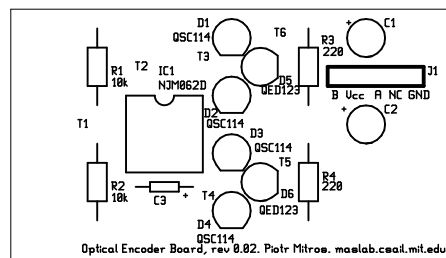 D1
QSC114
T6
C1
+
T3
R3
220
T2
IC1
NJM062D
R1
10k
J1
D5
QED123
B Vcc A NC GND
D2
QSC114
+
C2
T1
D3
QSC114
T5
R4
220
R2
10k
C3
+
T4
D6
QED123
D4
QSC114
Optical Encoder Board, rev 0.02. Piotr Mitros. maslab.csail.mit.edu